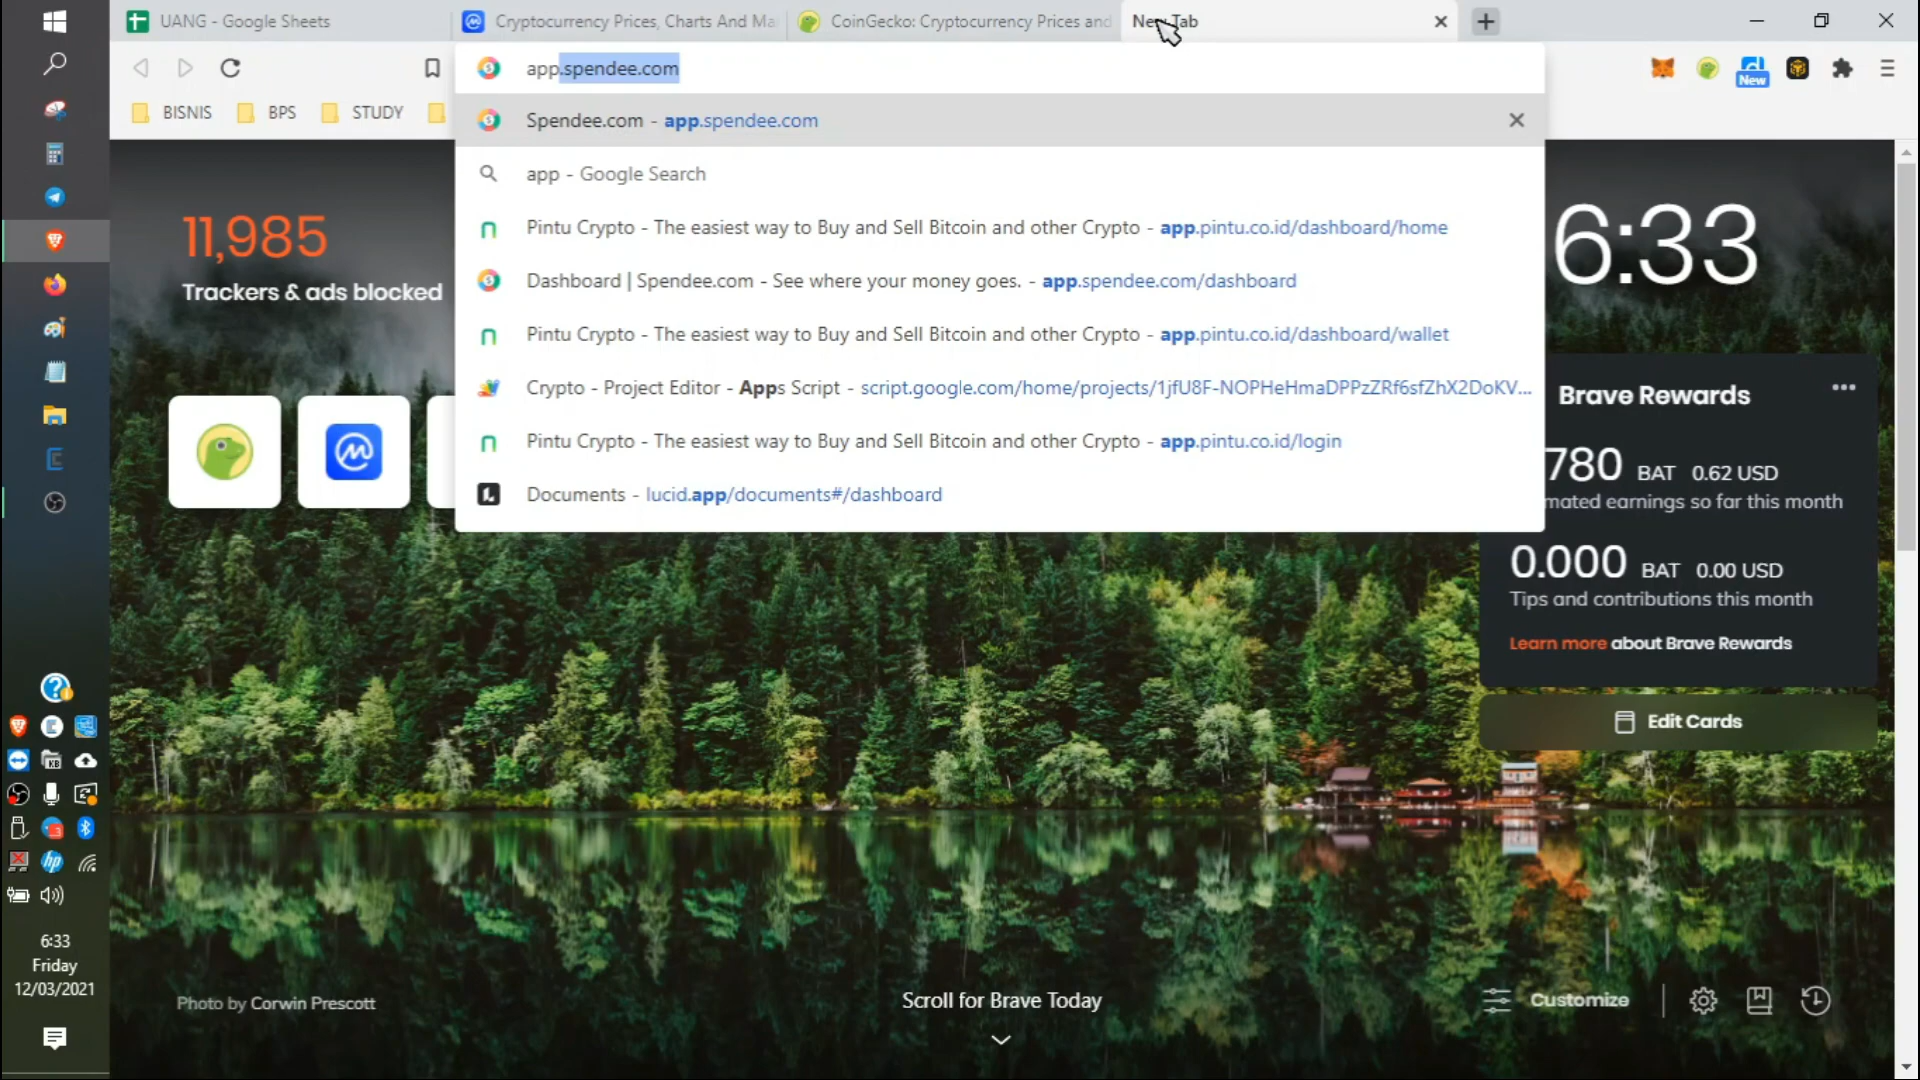 UANG - Google Sheets
Cryptocurrency Prices, Charts And Ma
CoinGecko: Cryptocurrency Prices and
New Tab
app.spendee.com
New
BISNIS
BPS
STUDY
Spendee.com - app.spendee.com
app - Google Search
Pintu Crypto - The easiest way to Buy and Sell Bitcoin and other Crypto - app.pintu.co.id/dashboard/home
Dashboard | Spendee.com - See where your money goes. - app.spendee.com/dashboard
Pintu Crypto - The easiest way to Buy and Sell Bitcoin and other Crypto - app.pintu.co.id/dashboard/wallet
Crypto - Project Editor - Apps Script - script.google.com/home/projects/1jfU8F-NOPHeHmaDPPzZRf6sfZhX2DoKV...
Pintu Crypto - The easiest way to Buy and Sell Bitcoin and other Crypto - app.pintu.co.id/login
Documents - lucid.app/documents#/dashboard
11,985
Trackers & ads blocked
6:33
Brave Rewards
780 BAT 0.62 USD
mated earnings so far this month
0.000 BAT 0.00 USD
Tips and contributions this month
Learn more about Brave Rewards
Edit Cards
6:33
Friday
12/03/2021
Photo by Corwin Prescott
Scroll for Brave Today
Customize